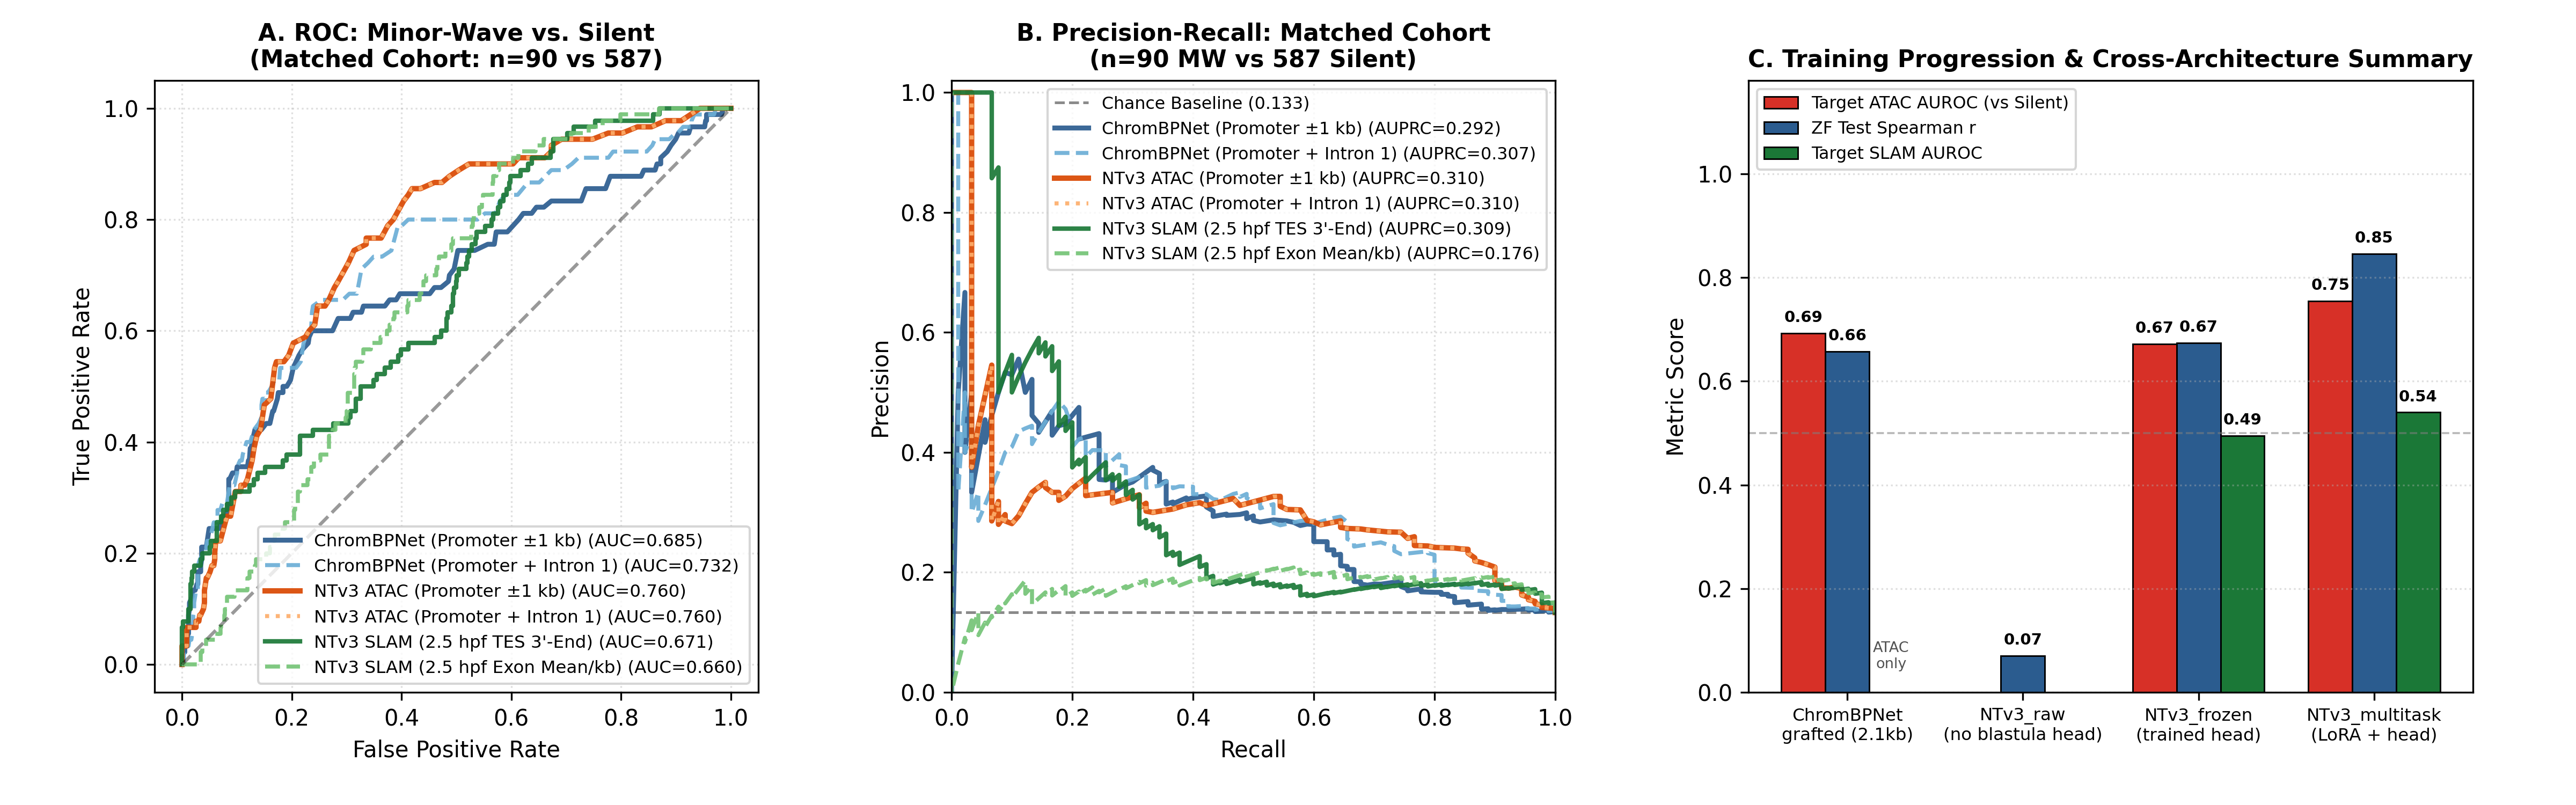 A. ROC: Minor-Wave vs. Silent
(Matched Cohort: n=90 vs 587)
True Positive Rate
1.0
0.8
0.6
0.4
0.2
0.0
ChromBPNet (Promoter ±1 kb) (AUC=0.685)
ChromBPNet (Promoter + Intron 1) (AUC=0.732)
NTv3 ATAC (Promoter ±1 kb) (AUC=0.760)
NTv3 ATAC (Promoter + Intron 1) (AUC=0.760)
NTv3 SLAM (2.5 hpf TES 3'-End) (AUC=0.671)
NTv3 SLAM (2.5 hpf Exon Mean/kb) (AUC=0.660)
0.0 0.2 0.4 0.6 0.8 1.0
False Positive Rate
B. Precision-Recall: Matched Cohort
(n=90 MW vs 587 Silent)
Precision
1.0
0.8
0.6
0.4
0.2
0.0
Chance Baseline (0.133)
ChromBPNet (Promoter ±1 kb) (AUPRC=0.292)
ChromBPNet (Promoter + Intron 1) (AUPRC=0.307)
NTv3 ATAC (Promoter ±1 kb) (AUPRC=0.310)
NTv3 ATAC (Promoter + Intron 1) (AUPRC=0.310)
NTv3 SLAM (2.5 hpf TES 3'-End) (AUPRC=0.309)
NTv3 SLAM (2.5 hpf Exon Mean/kb) (AUPRC=0.176)
0.0 0.2 0.4 0.6 0.8 1.0
Recall
C. Training Progression & Cross-Architecture Summary
Metric Score
1.0
0.8
0.6
0.4
0.2
0.0
Target ATAC AUROC (vs Silent)
ZF Test Spearman r
Target SLAM AUROC
0.69
0.66
ATAC
only
0.07
0.67 0.67
0.49
0.75
0.85
0.54
ChromBPNet
grafted (2.1kb)
NTv3_raw
(no blastula head)
NTv3_frozen
(trained head)
NTv3_multitask
(LoRA + head)